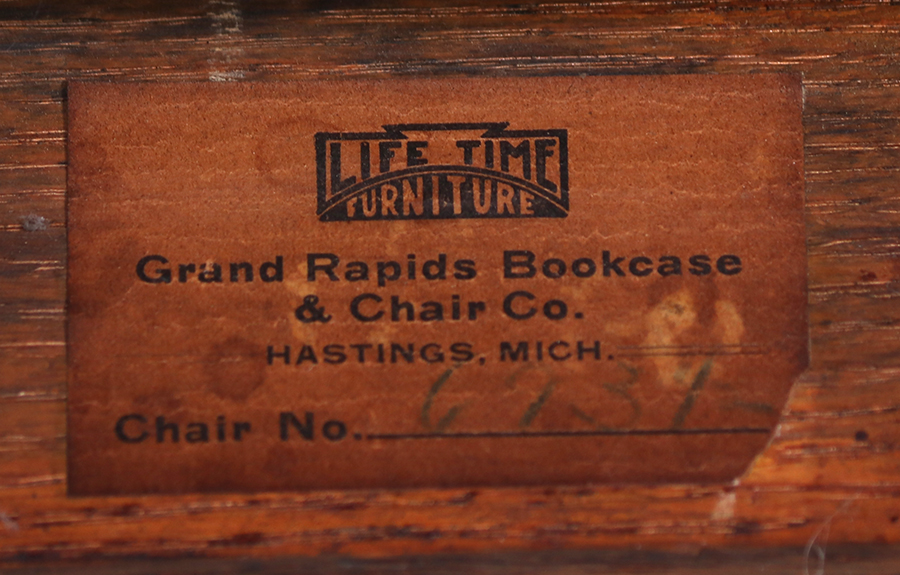 LIFE TIME
FURNITURE
Grand Rapids Bookcase
& Chair Co.
HASTINGS, MICH.
Chair No.